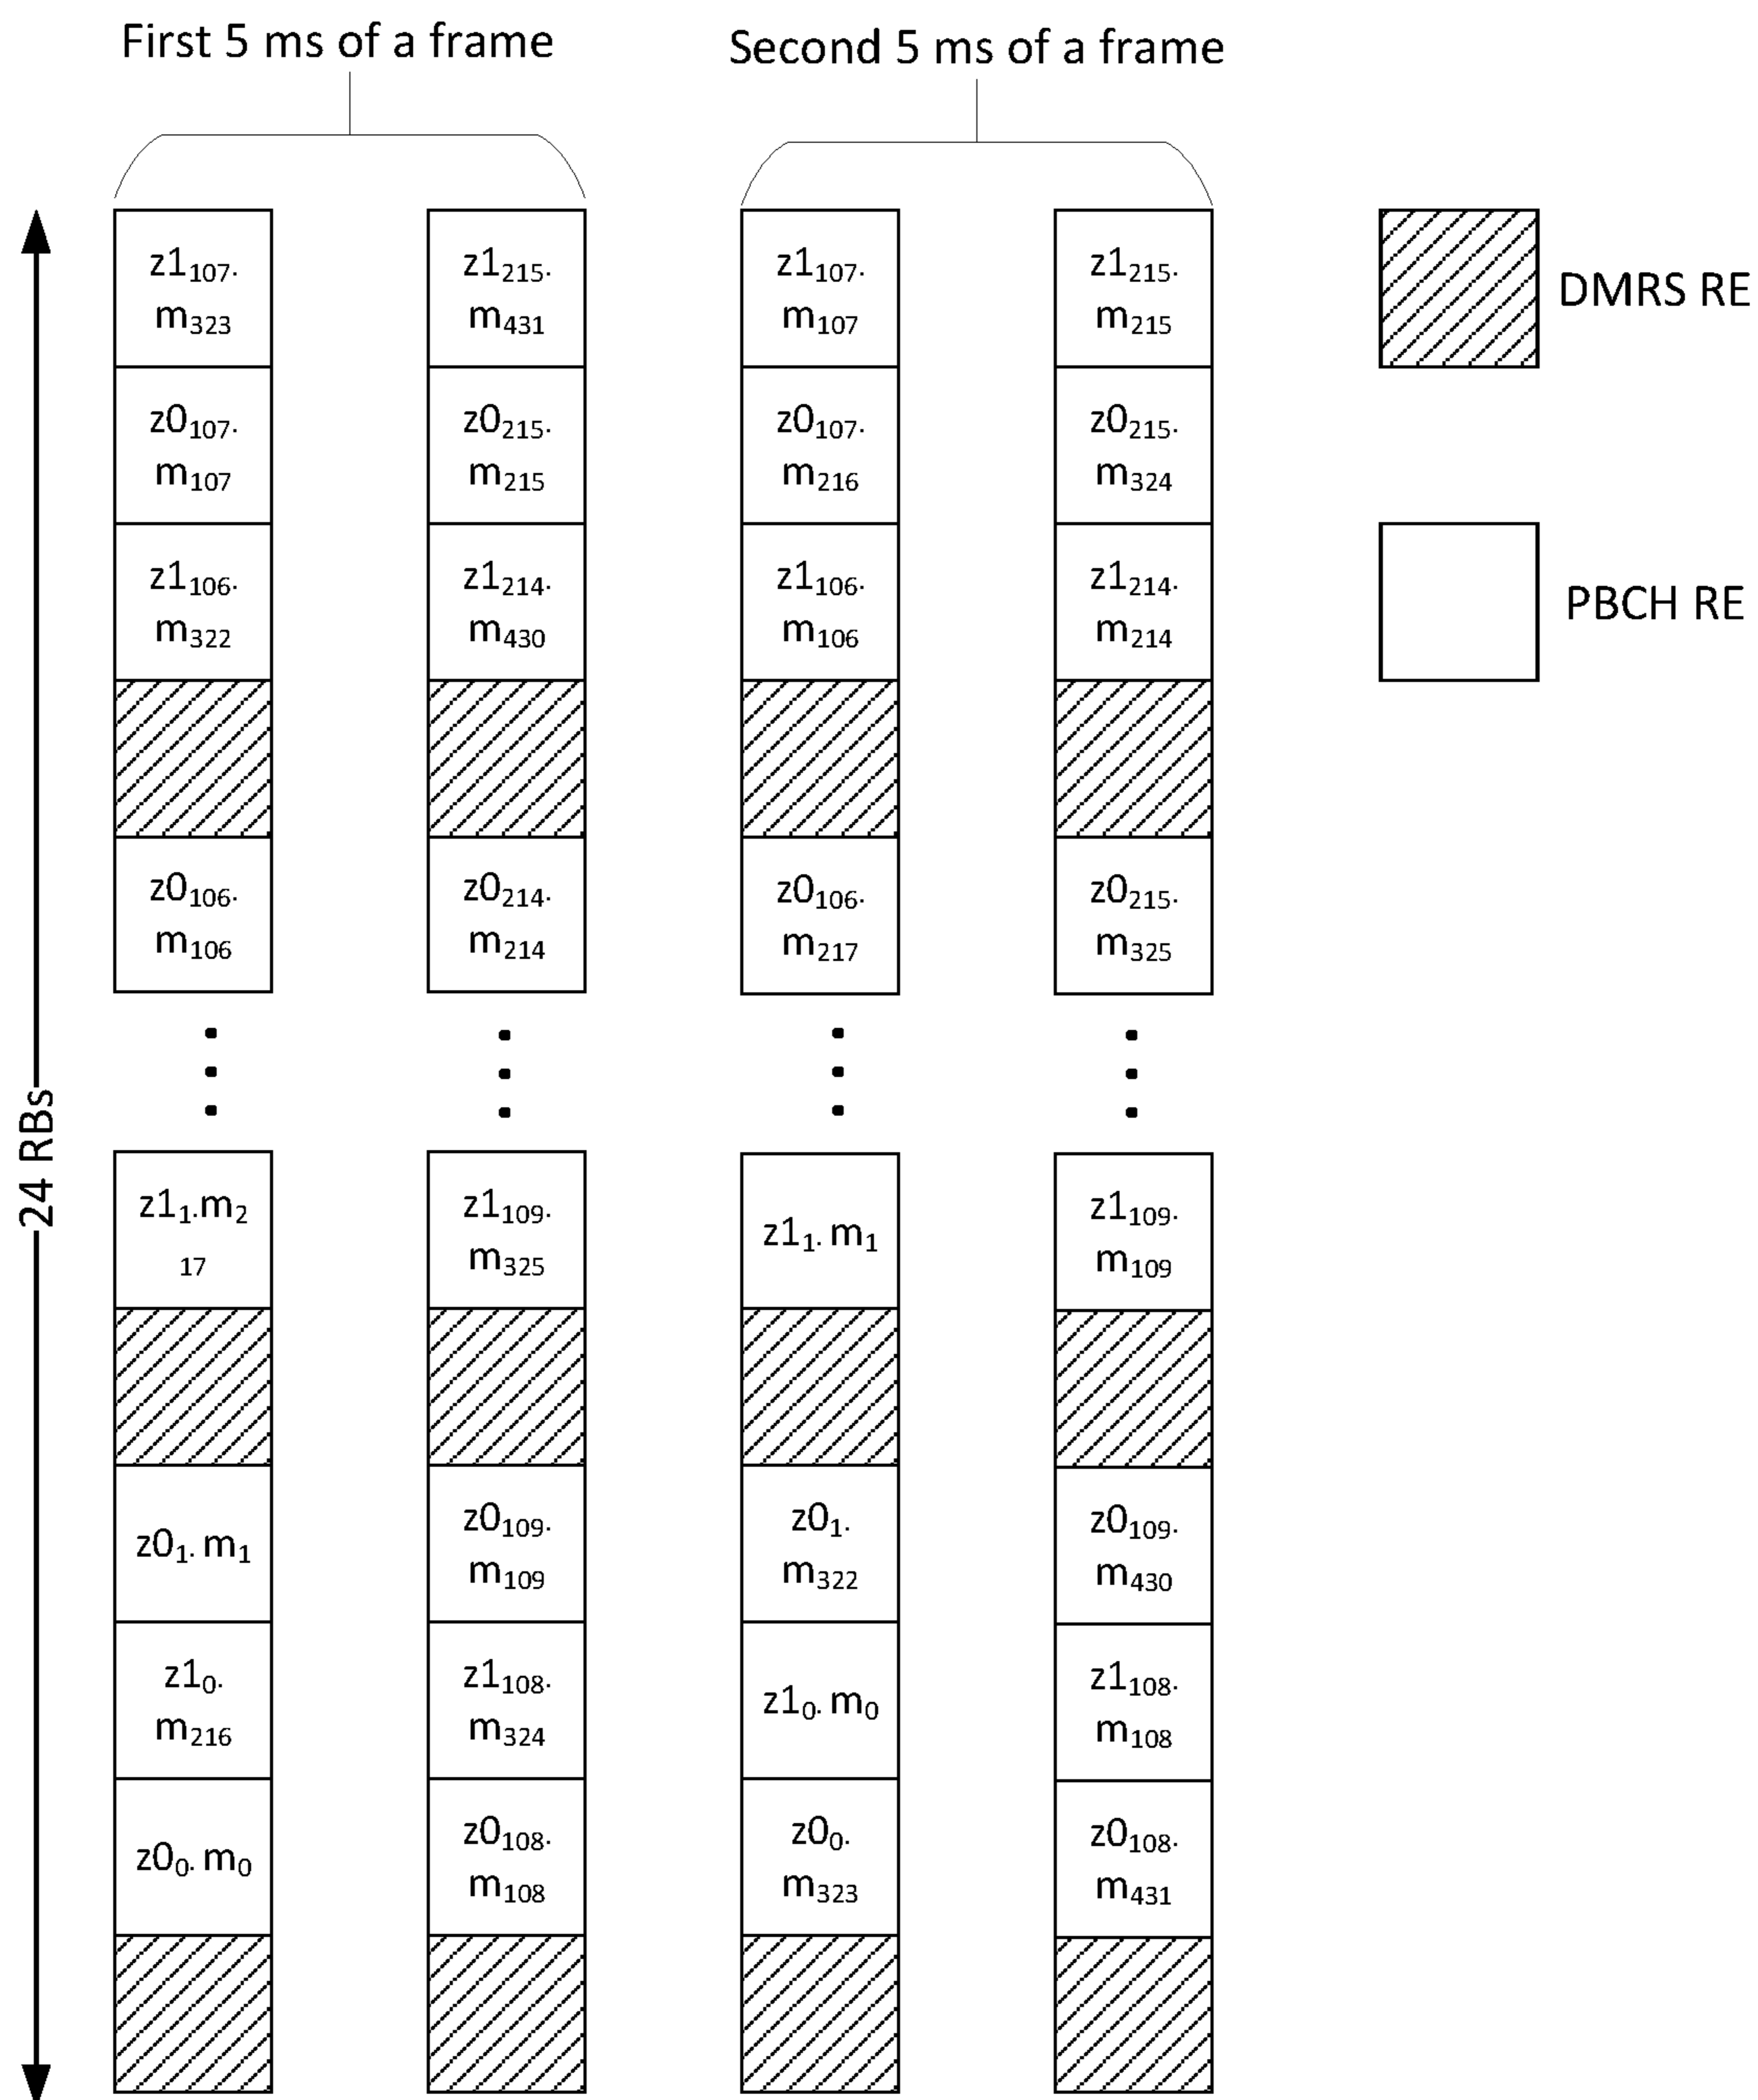 First 5 ms of a frame
Second 5 ms of a frame
z1₁₀₇.
m₃₂₃
z1₂₁₅.
m₄₃₁
z1₁₀₇.
m₁₀₇
z1₂₁₅.
m₂₁₅
DMRS RE
z0₁₀₇.
m₁₀₇
z0₂₁₅.
m₂₁₅
z0₁₀₇.
m₂₁₆
z0₂₁₅.
m₃₂₄
z1₁₀₆.
m₃₂₂
z1₂₁₄.
m₄₃₀
z1₁₀₆.
m₁₀₆
z1₂₁₄.
m₂₁₄
PBCH RE
z0₁₀₆.
m₁₀₆
z0₂₁₄.
m₂₁₄
z0₁₀₆.
m₂₁₇
z0₂₁₅.
m₃₂₅
24 RBs
z1₁.m₂
₁₇
z1₁₀₉.
m₃₂₅
z1₁. m₁
z1₁₀₉.
m₁₀₉
z0₁. m₁
z0₁₀₉.
m₁₀₉
z0₁.
m₃₂₂
z0₁₀₉.
m₄₃₀
z1₀.
m₂₁₆
z1₁₀₈.
m₃₂₄
z1₀. m₀
z1₁₀₈.
m₁₀₈
z0₀. m₀
z0₁₀₈.
m₁₀₈
z0₀.
m₃₂₃
z0₁₀₈.
m₄₃₁